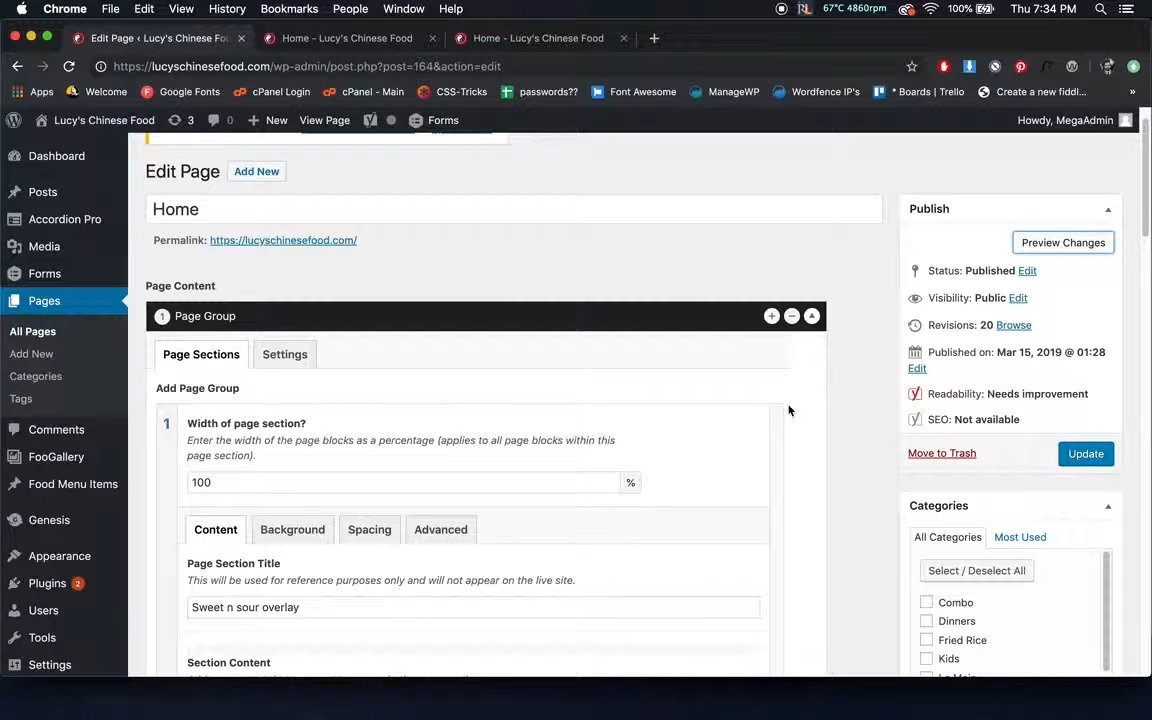 Chrome File Edit View History Bookmarks People Window Help 67°C 4860rpm 100% Thu 7:34 PM
Edit Page ‹ Lucy's Chinese Foo Home - Lucy's Chinese Food Home - Lucy's Chinese Food
https://lucyschinesefood.com/wp-admin/post.php?post=164&action=edit
Apps Welcome Google Fonts cPanel Login cPanel - Main CSS-Tricks passwords?? Font Awesome ManageWP Wordfence IP's * Boards | Trello Create a new fiddl... »
Lucy's Chinese Food 3 0 New View Page Forms Howdy, MegaAdmin
Dashboard
Posts
Accordion Pro
Media
Forms
Pages
All Pages
Add New
Categories
Tags
Comments
FooGallery
Food Menu Items
Genesis
Appearance
Plugins 2
Users
Tools
Settings
Edit Page Add New
Home
Permalink: https://lucyschinesefood.com/
Page Content
1 Page Group
Page Sections Settings
Add Page Group
1 Width of page section?
Enter the width of the page blocks as a percentage (applies to all page blocks within this
page section).
100 %
Content Background Spacing Advanced
Page Section Title
This will be used for reference purposes only and will not appear on the live site.
Sweet n sour overlay
Section Content
Publish
Preview Changes
Status: Published Edit
Visibility: Public Edit
Revisions: 20 Browse
Published on: Mar 15, 2019 @ 01:28
Edit
Readability: Needs improvement
SEO: Not available
Move to Trash Update
Categories
All Categories Most Used
Select / Deselect All
Combo
Dinners
Fried Rice
Kids